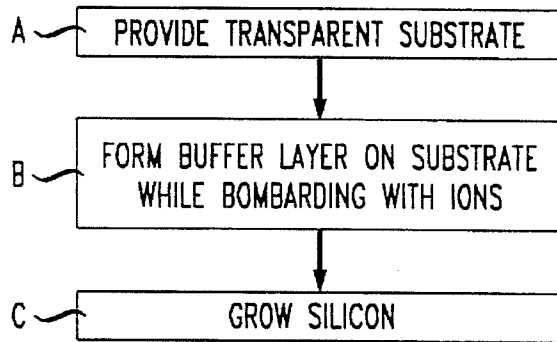 A PROVIDE TRANSPARENT SUBSTRATE
B FORM BUFFER LAYER ON SUBSTRATE
WHILE BOMBARDING WITH IONS
C GROW SILICON